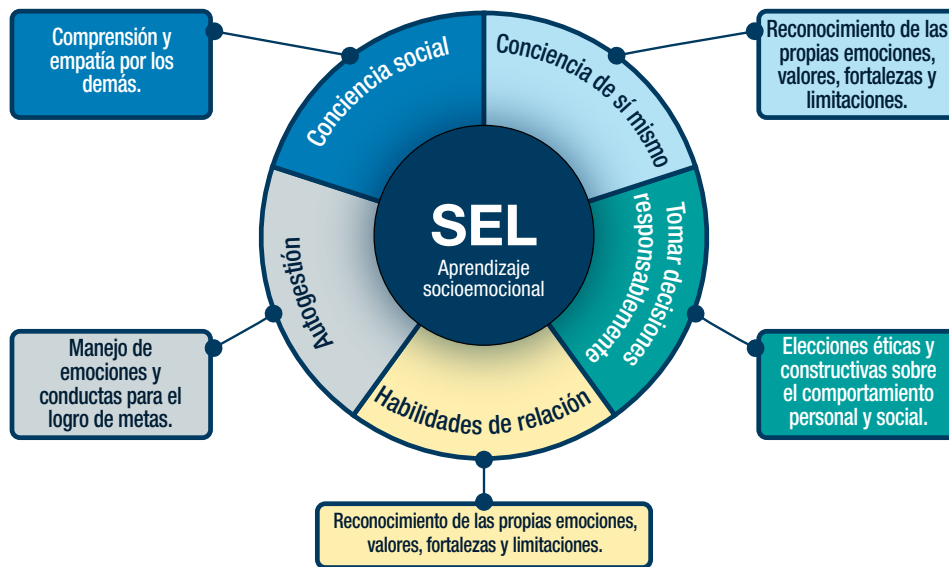 Comprensión y
empatía por los
demás.
Conciencia social
Conciencia de sí mismo
Reconocimiento de las
propias emociones,
valores, fortalezas y
limitaciones.
SEL
Aprendizaje
socioemocional
Autogestión
Tomar decisiones
responsablemente
Habilidades de relación
Manejo de
emociones y
conductas para el
logro de metas.
Elecciones éticas y
constructivas sobre
el comportamiento
personal y social.
Reconocimiento de las propias emociones,
valores, fortalezas y limitaciones.